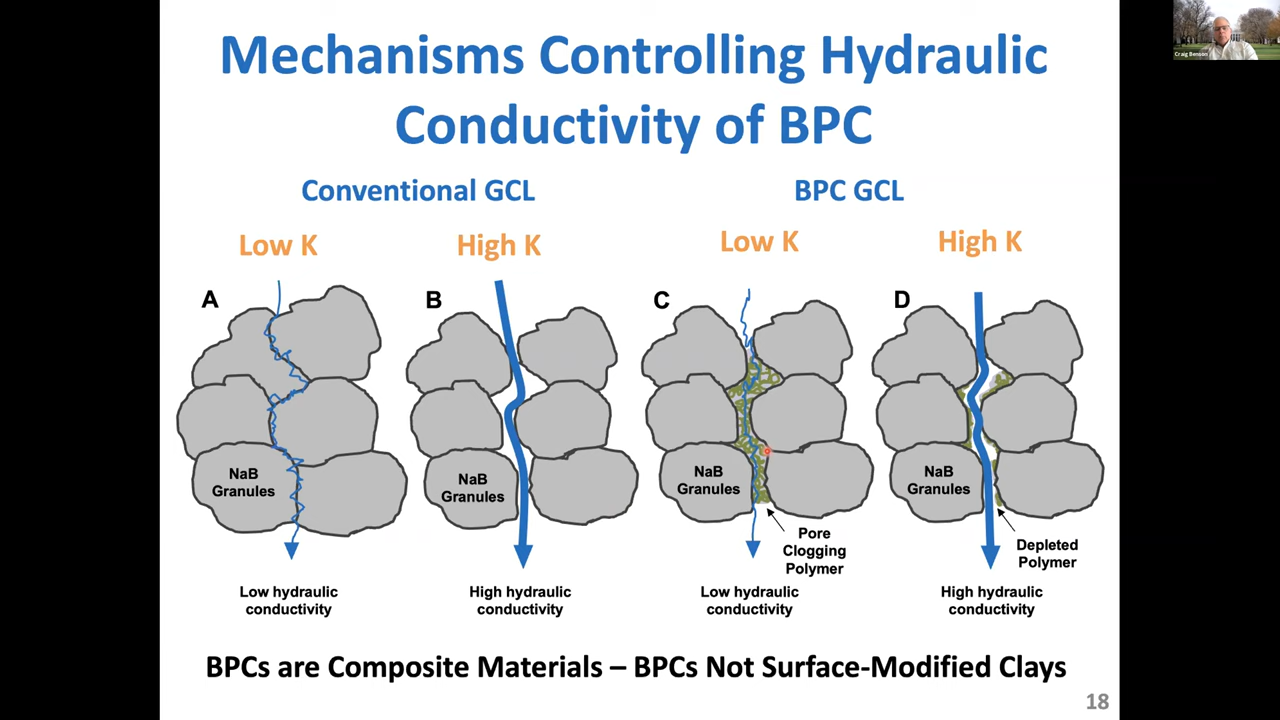 Mechanisms Controlling Hydraulic
Conductivity of BPC
Conventional GCL
BPC GCL
Low K
High K
Low K
High K
A
B
C
D
NaB
Granules
NaB
Granules
NaB
Granules
NaB
Granules
Pore
Clogging
Polymer
Depleted
Polymer
Low hydraulic
conductivity
High hydraulic
conductivity
Low hydraulic
conductivity
High hydraulic
conductivity
BPCs are Composite Materials – BPCs Not Surface-Modified Clays
18
Craig Benson